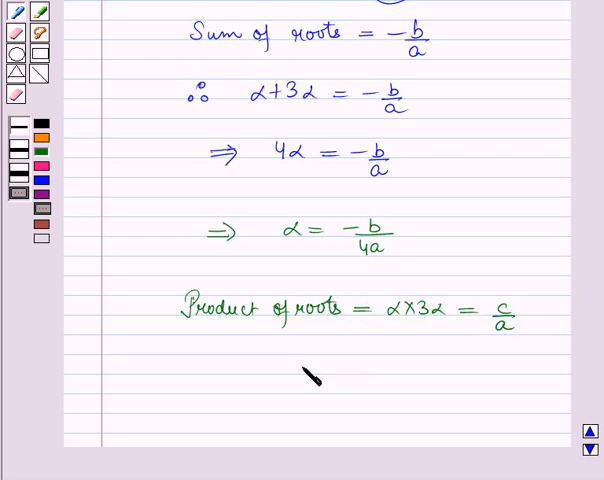 Sum of roots = -b/a
∴ α+3α = -b/a
⇒ 4α = -b/a
⇒ α = -b/4a
Product of roots = α×3α = c/a